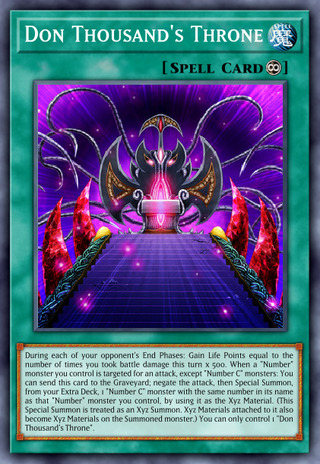 Don Thousand's Throne
魔
[Spell Card]
During each of your opponent's End Phases: Gain Life Points equal to the
number of times you took battle damage this turn x 500. When a "Number"
monster you control is targeted for an attack, except "Number C" monsters: You
can send this card to the Graveyard; negate the attack, then Special Summon,
from your Extra Deck, 1 "Number C" monster with the same number in its name
as that "Number" monster you control, by using it as the Xyz Material. (This
Special Summon is treated as an Xyz Summon. Xyz Materials attached to it also
become Xyz Materials on the Summoned monster.) You can only control 1 "Don
Thousand's Throne".